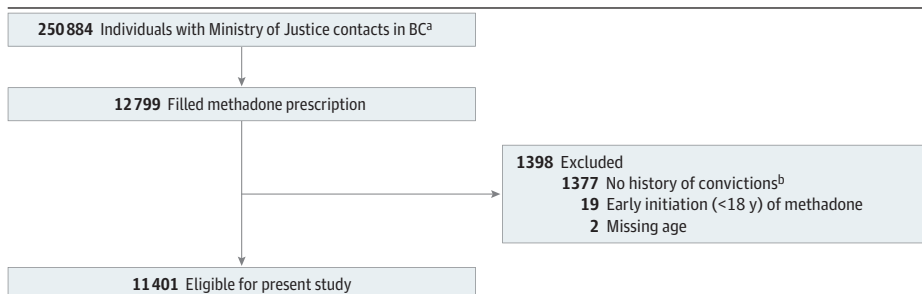 250 884 Individuals with Ministry of Justice contacts in BCa
12 799 Filled methadone prescription
1398 Excluded
1377 No history of convictionsb
19 Early initiation (<18 y) of methadone
2 Missing age
11 401 Eligible for present study